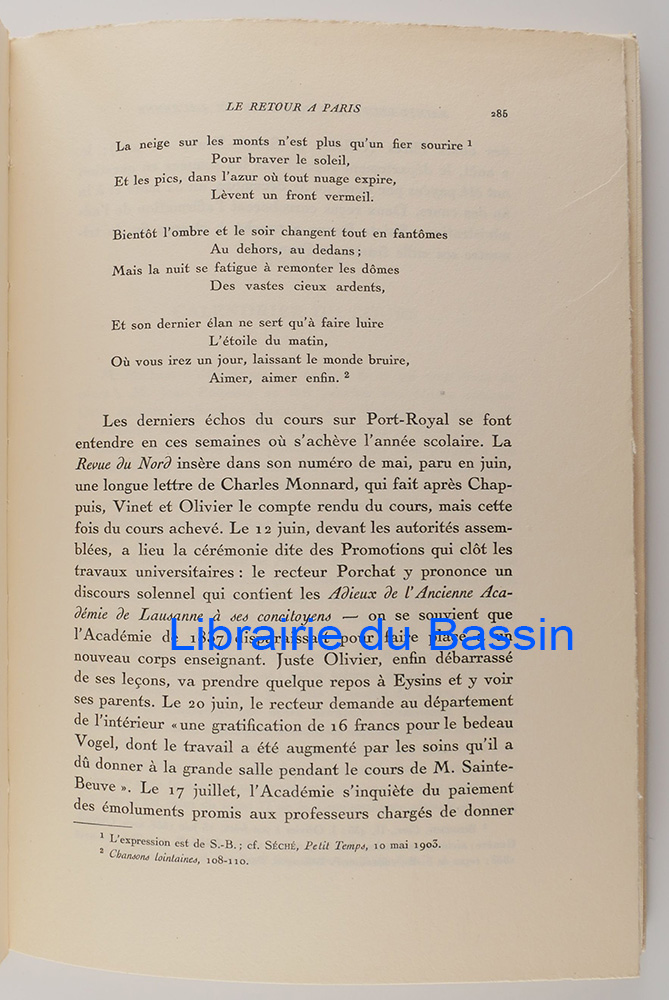 LE RETOUR A PARIS
285
La neige sur les monts n'est plus qu'un fier sourire ¹
Pour braver le soleil,
Et les pics, dans l'azur où tout nuage expire,
Lèvent un front vermeil.
Bientôt l'ombre et le soir changent tout en fantômes
Au dehors, au dedans ;
Mais la nuit se fatigue à remonter les dômes
Des vastes cieux ardents,
Et son dernier élan ne sert qu'à faire luire
L'étoile du matin,
Où vous irez un jour, laissant le monde bruire,
Aimer, aimer enfin. ²
Les derniers échos du cours sur Port-Royal se font
entendre en ces semaines où s'achève l'année scolaire. La
Revue du Nord insère dans son numéro de mai, paru en juin,
une longue lettre de Charles Monnard, qui fait après Chap-
puis, Vinet et Olivier le compte rendu du cours, mais cette
fois du cours achevé. Le 12 juin, devant les autorités assem-
blées, a lieu la cérémonie dite des Promotions qui clôt les
travaux universitaires : le recteur Porchat y prononce un
discours solennel qui contient les Adieux de l'Ancienne Aca-
démie de Lausanne à ses concitoyens — on se souvient que
l'Académie de 1837 disparaissait pour faire place à un
Librairie du Bassin
nouveau corps enseignant. Juste Olivier, enfin débarrassé
de ses leçons, va prendre quelque repos à Eysins et y voir
ses parents. Le 20 juin, le recteur demande au département
de l'intérieur « une gratification de 16 francs pour le bedeau
Vogel, dont le travail a été augmenté par les soins qu'il a
dû donner à la grande salle pendant le cours de M. Sainte-
Beuve ». Le 17 juillet, l'Académie s'inquiète du paiement
des émoluments promis aux professeurs chargés de donner
¹ L'expression est de S.-B. ; cf. SÉCHÉ, Petit Temps, 10 mai 1903.
² Chansons lointaines, 108-110.